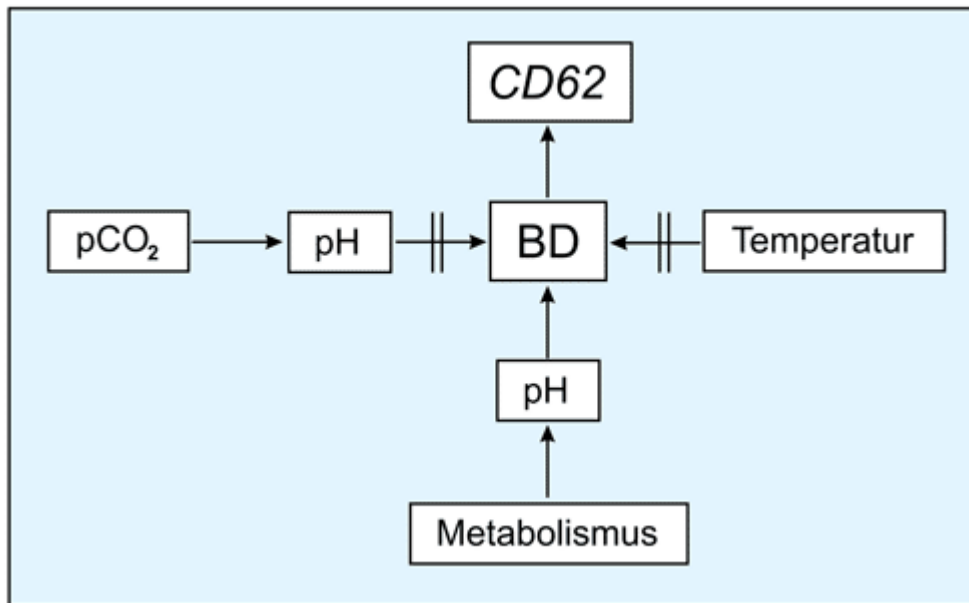 CD62
pCO₂
pH
BD
Temperatur
pH
Metabolismus